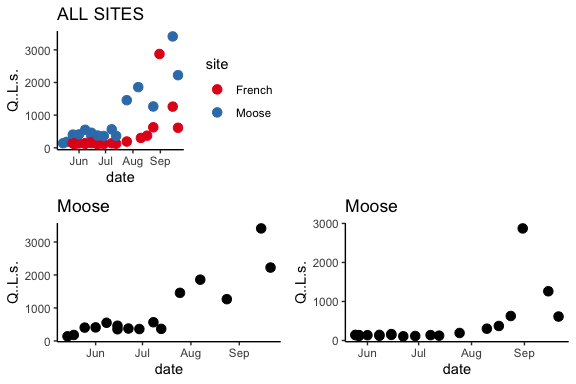 ALL SITES
3000
2000
1000
0
Q..L.s.
Jun Jul Aug Sep
date
site
French
Moose
Moose
3000
2000
1000
0
Q..L.s.
Jun Jul Aug Sep
date
Moose
3000
2000
1000
0
Q..L.s.
Jun Jul Aug Sep
date